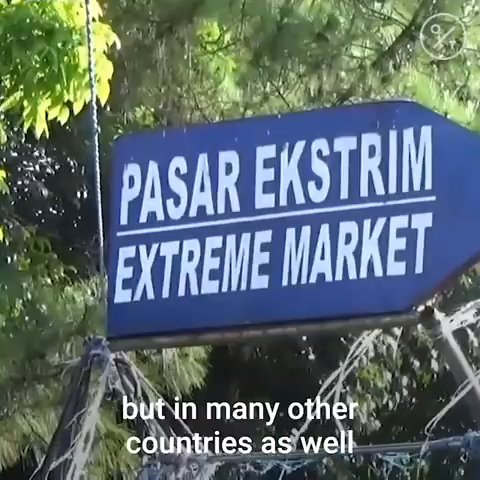 PASAR EKSTRIM
EXTREME MARKET
but in many other
countries as well